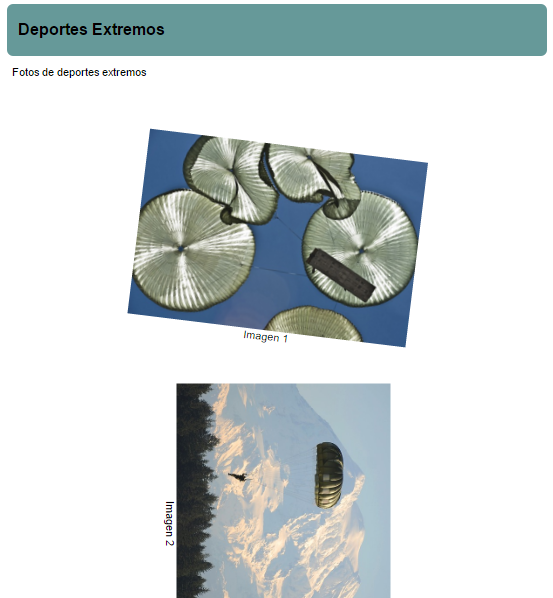 Deportes Extremos
Fotos de deportes extremos
Imagen 1
Imagen 2